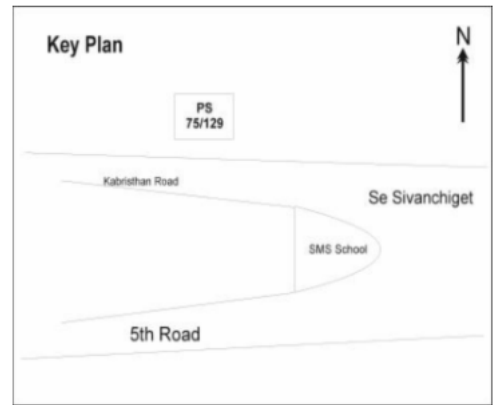 Key Plan
N
PS
75/129
Kabristhan Road
Se Sivanchiget
SMS School
5th Road